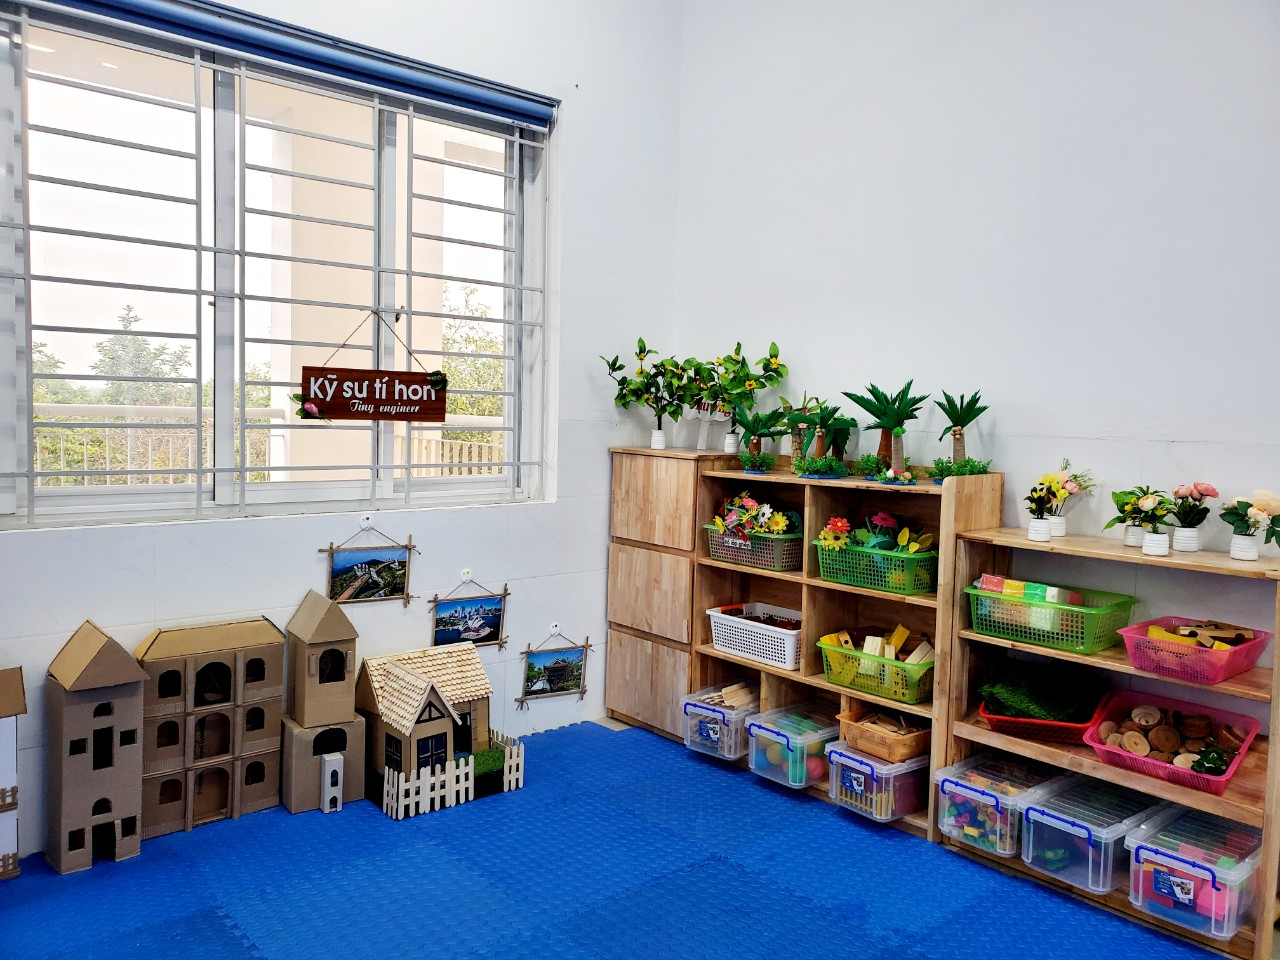 Kỹ sư tí hon
Tiny engineer